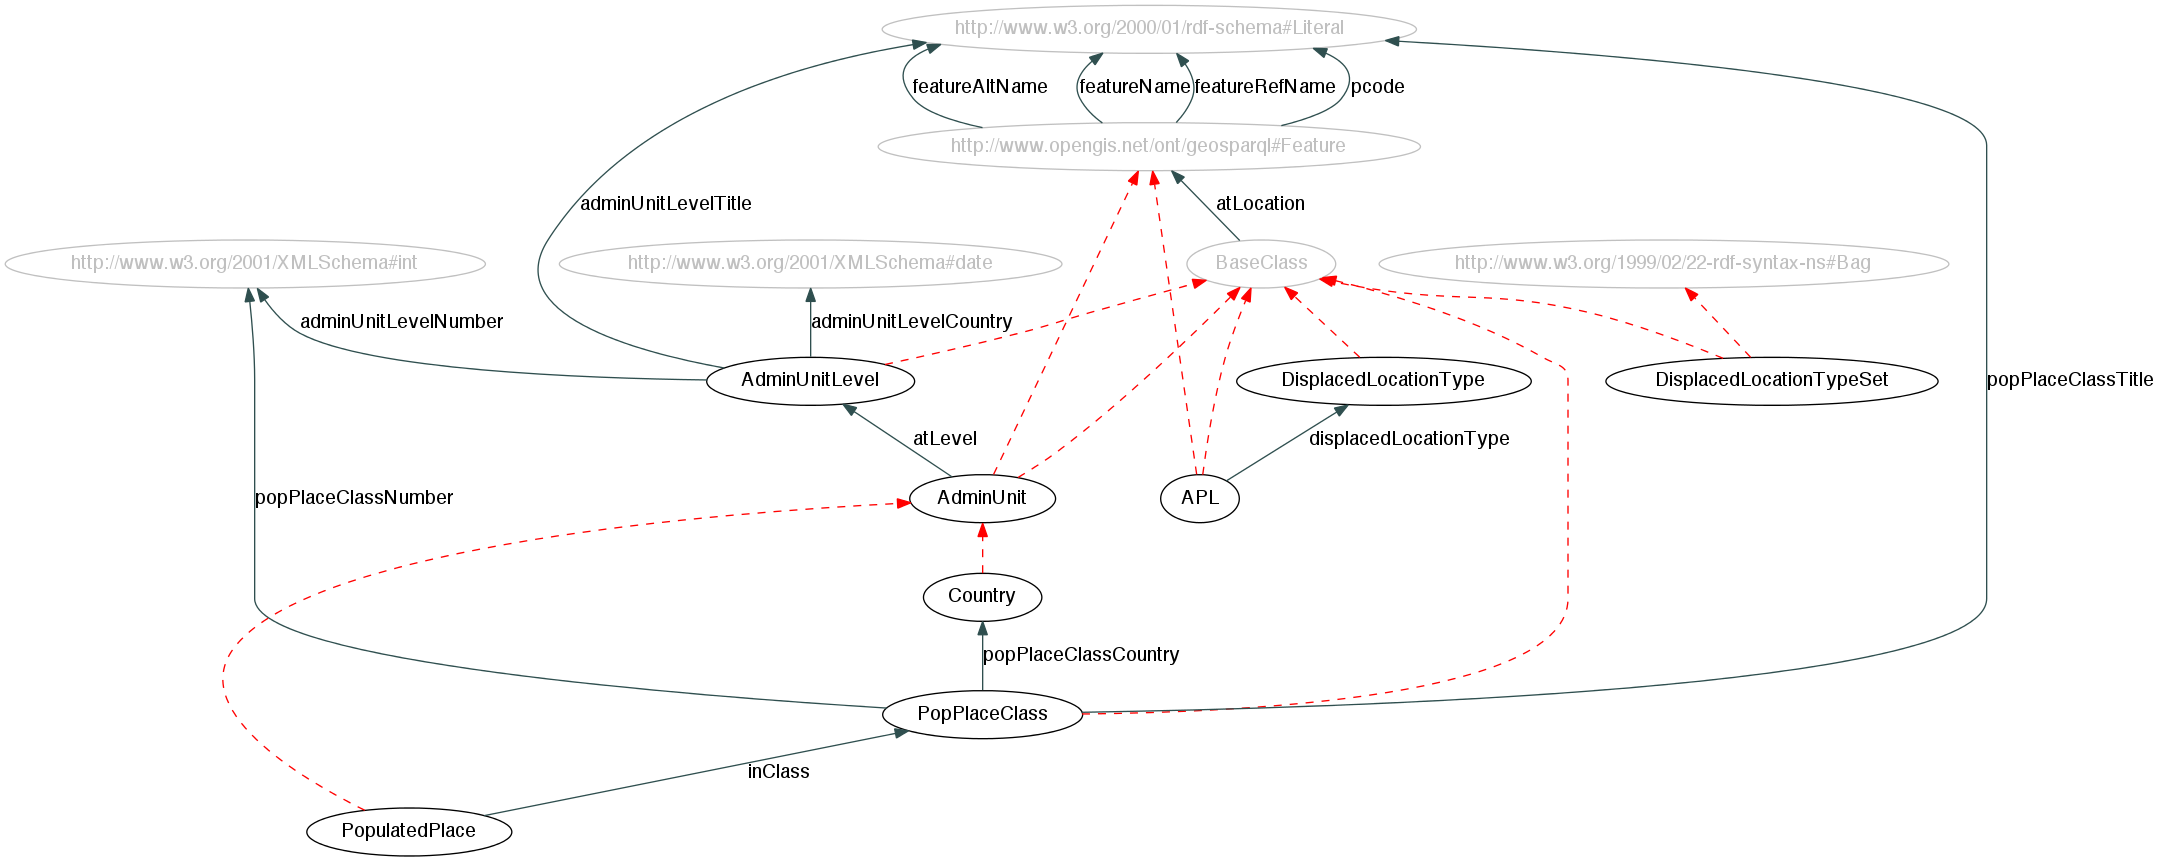 http://www.w3.org/2000/01/rdf-schema#Literal
featureAltName
featureName
featureRefName
pcode
http://www.opengis.net/ont/geosparql#Feature
adminUnitLevelTitle
atLocation
http://www.w3.org/2001/XMLSchema#int
http://www.w3.org/2001/XMLSchema#date
BaseClass
http://www.w3.org/1999/02/22-rdf-syntax-ns#Bag
adminUnitLevelNumber
adminUnitLevelCountry
AdminUnitLevel
DisplacedLocationType
DisplacedLocationTypeSet
popPlaceClassTitle
atLevel
displacedLocationType
popPlaceClassNumber
AdminUnit
APL
Country
popPlaceClassCountry
PopPlaceClass
inClass
PopulatedPlace